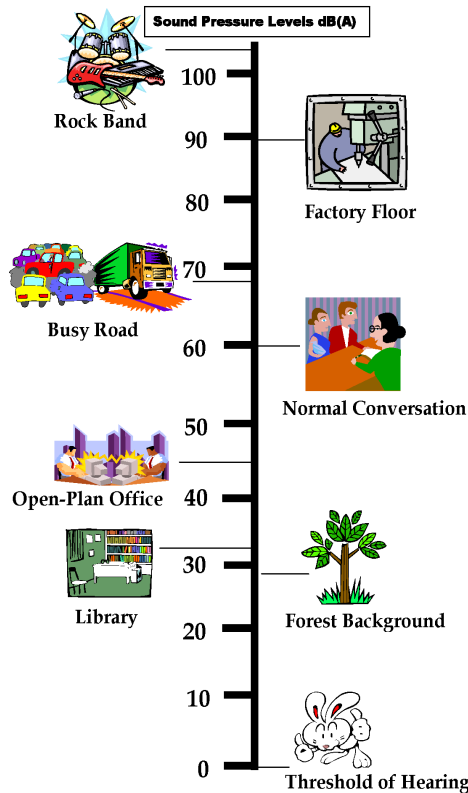 Sound Pressure Levels dB(A)
100
Rock Band
90
80
Factory Floor
70
Busy Road
60
Normal Conversation
50
Open-Plan Office
40
30
Library
Forest Background
20
10
0
Threshold of Hearing